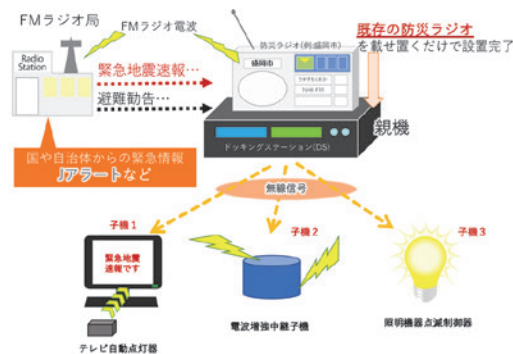 FMラジオ局
FMラジオ電波
Radio
Station
緊急地震速報…
避難勧告…
国や自治体からの緊急情報
Jアラートなど
防災ラジオ(例:盛岡市)
盛岡市
既存の防災ラジオ
を載せ置くだけで設置完了
親機
ドッキングステーション(DS)
無線信号
子機1
緊急地震
速報です
テレビ自動点灯器
子機2
電波増強中継子機
子機3
照明機器点滅制御器